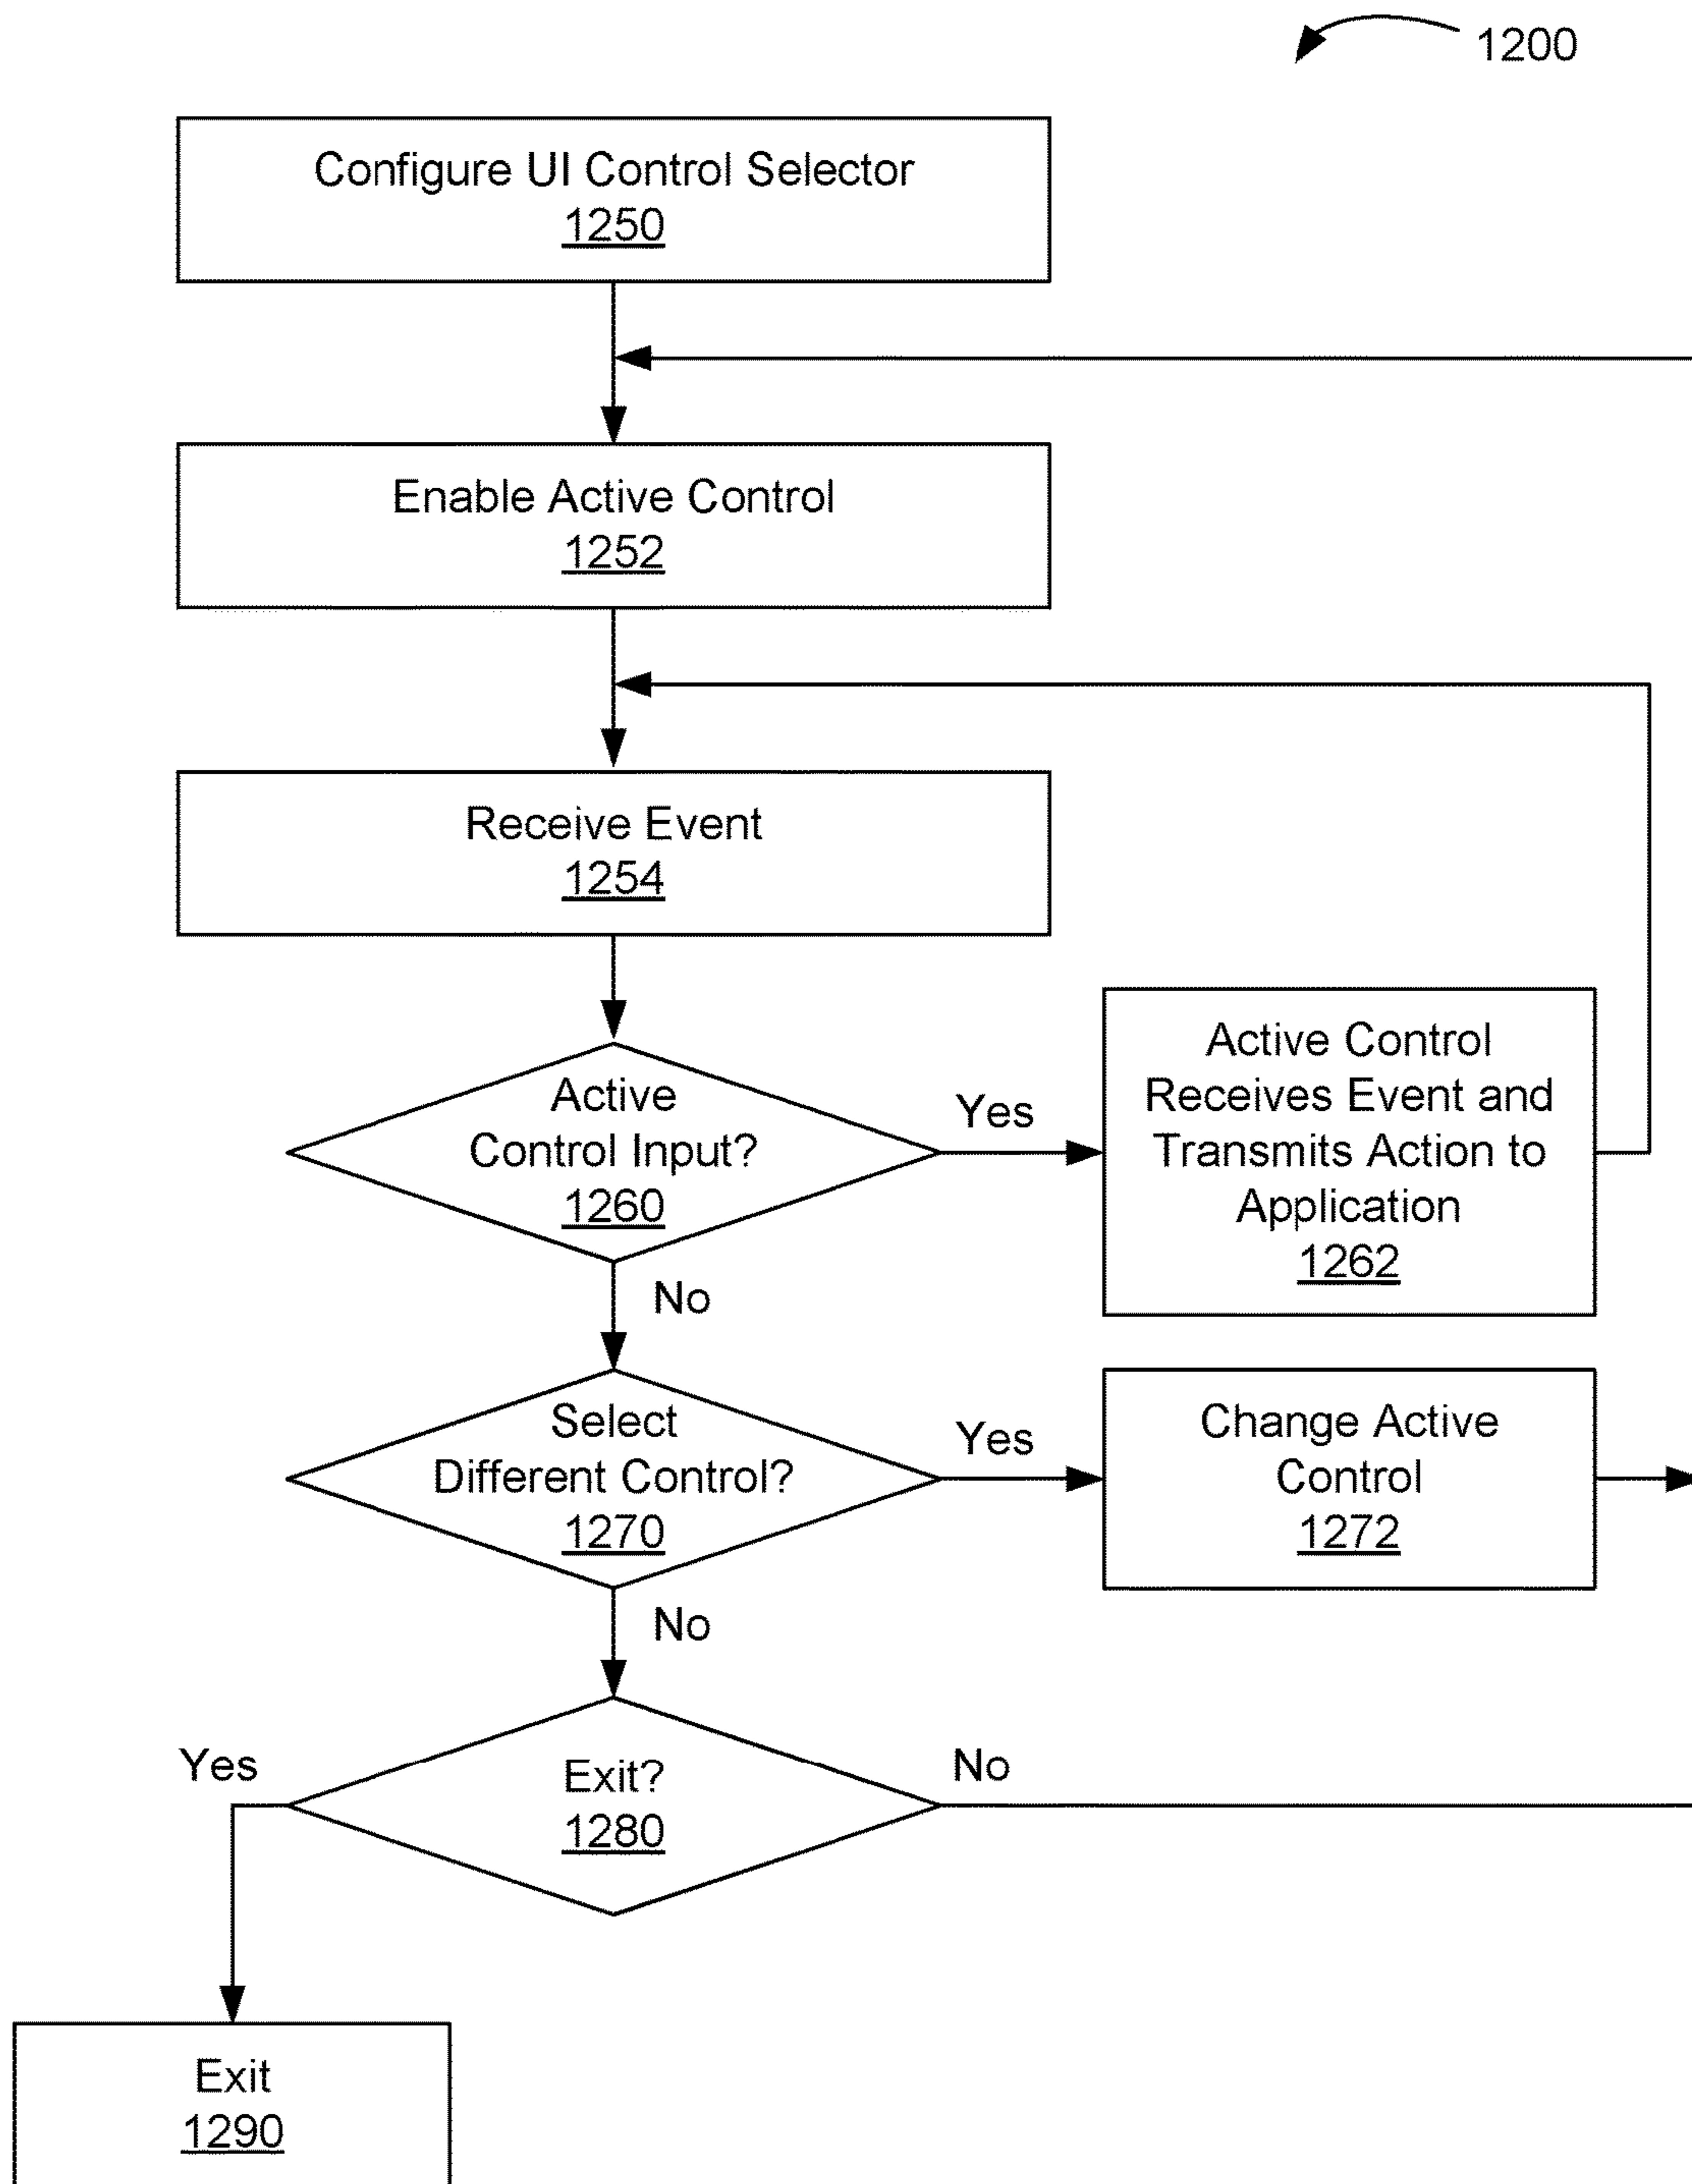 1200
Configure UI Control Selector
1250
Enable Active Control
1252
Receive Event
1254
Active
Control Input?
1260
Yes
Active Control
Receives Event and
Transmits Action to
Application
1262
No
Select
Different Control?
1270
Yes
Change Active
Control
1272
No
Exit?
1280
Yes
No
Exit
1290